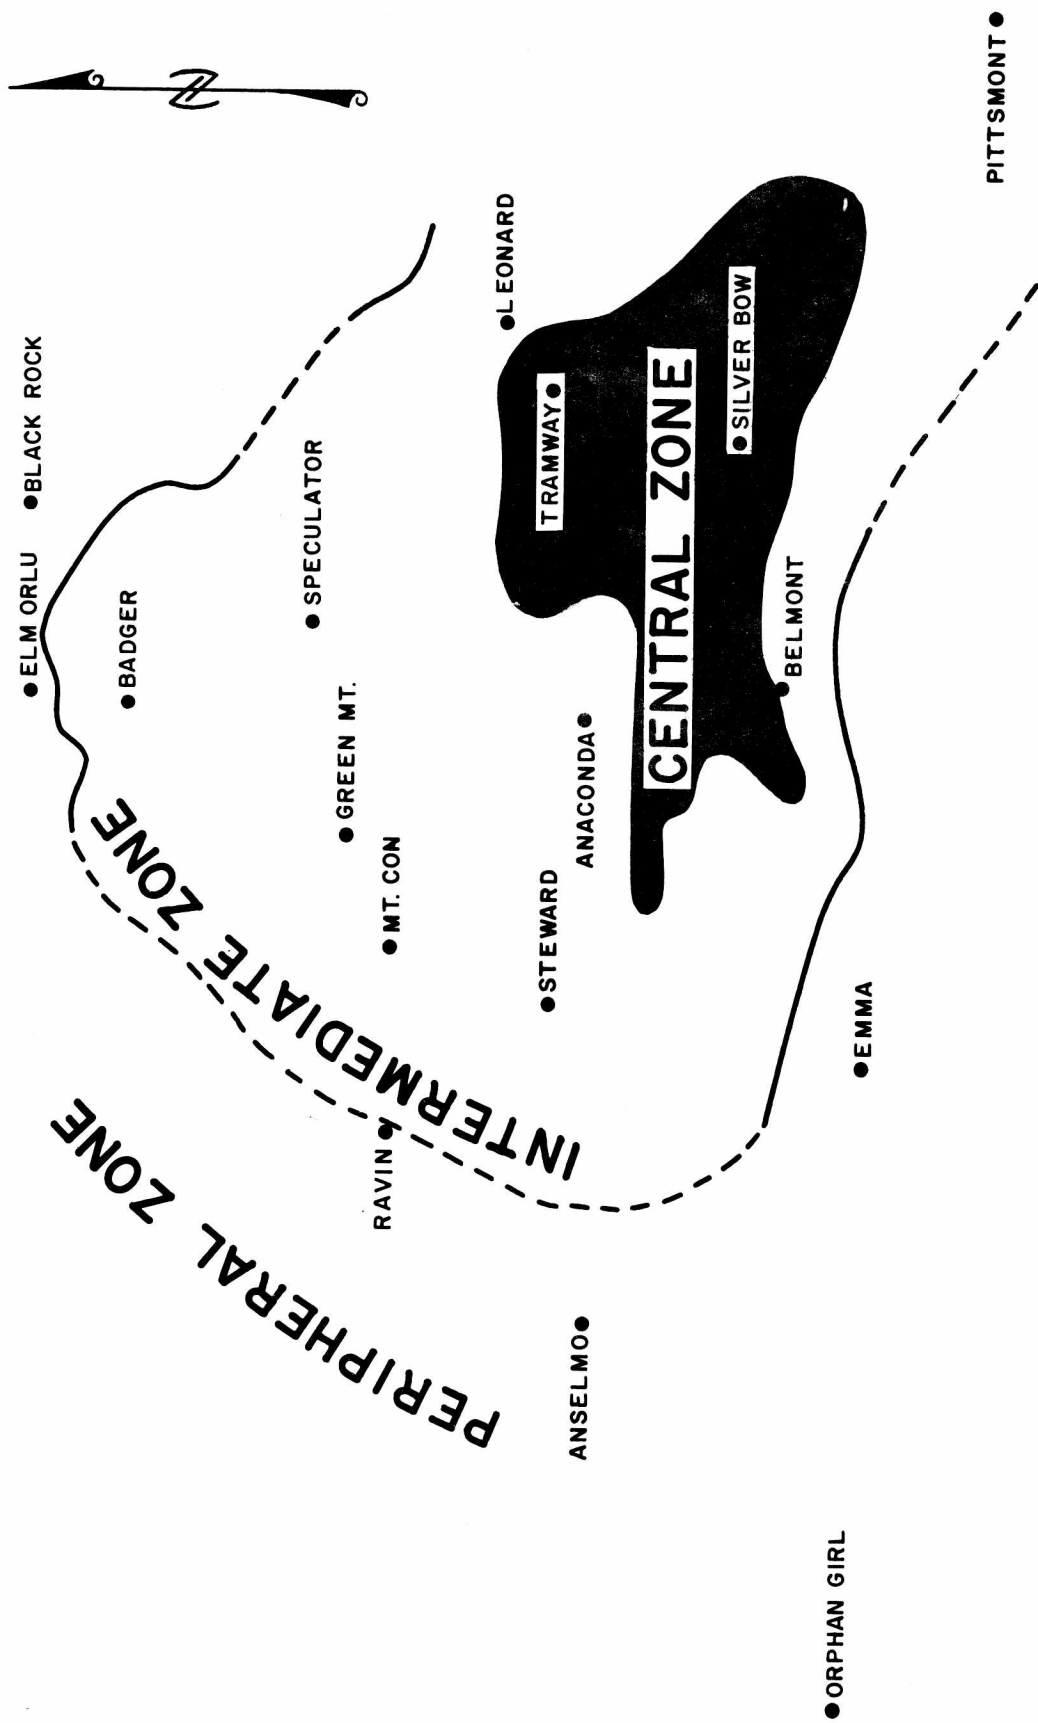 ELM ORLU
BLACK ROCK
N
BADGER
PERIPHERAL ZONE
INTERMEDIATE ZONE
SPECULATOR
GREEN MT.
RAVIN
MT. CON
LEONARD
STEWARD
TRAMWAY
ANSELMO
ANACONDA
CENTRAL ZONE
SILVER BOW
BELMONT
ORPHAN GIRL
EMMA
PITTSMONT